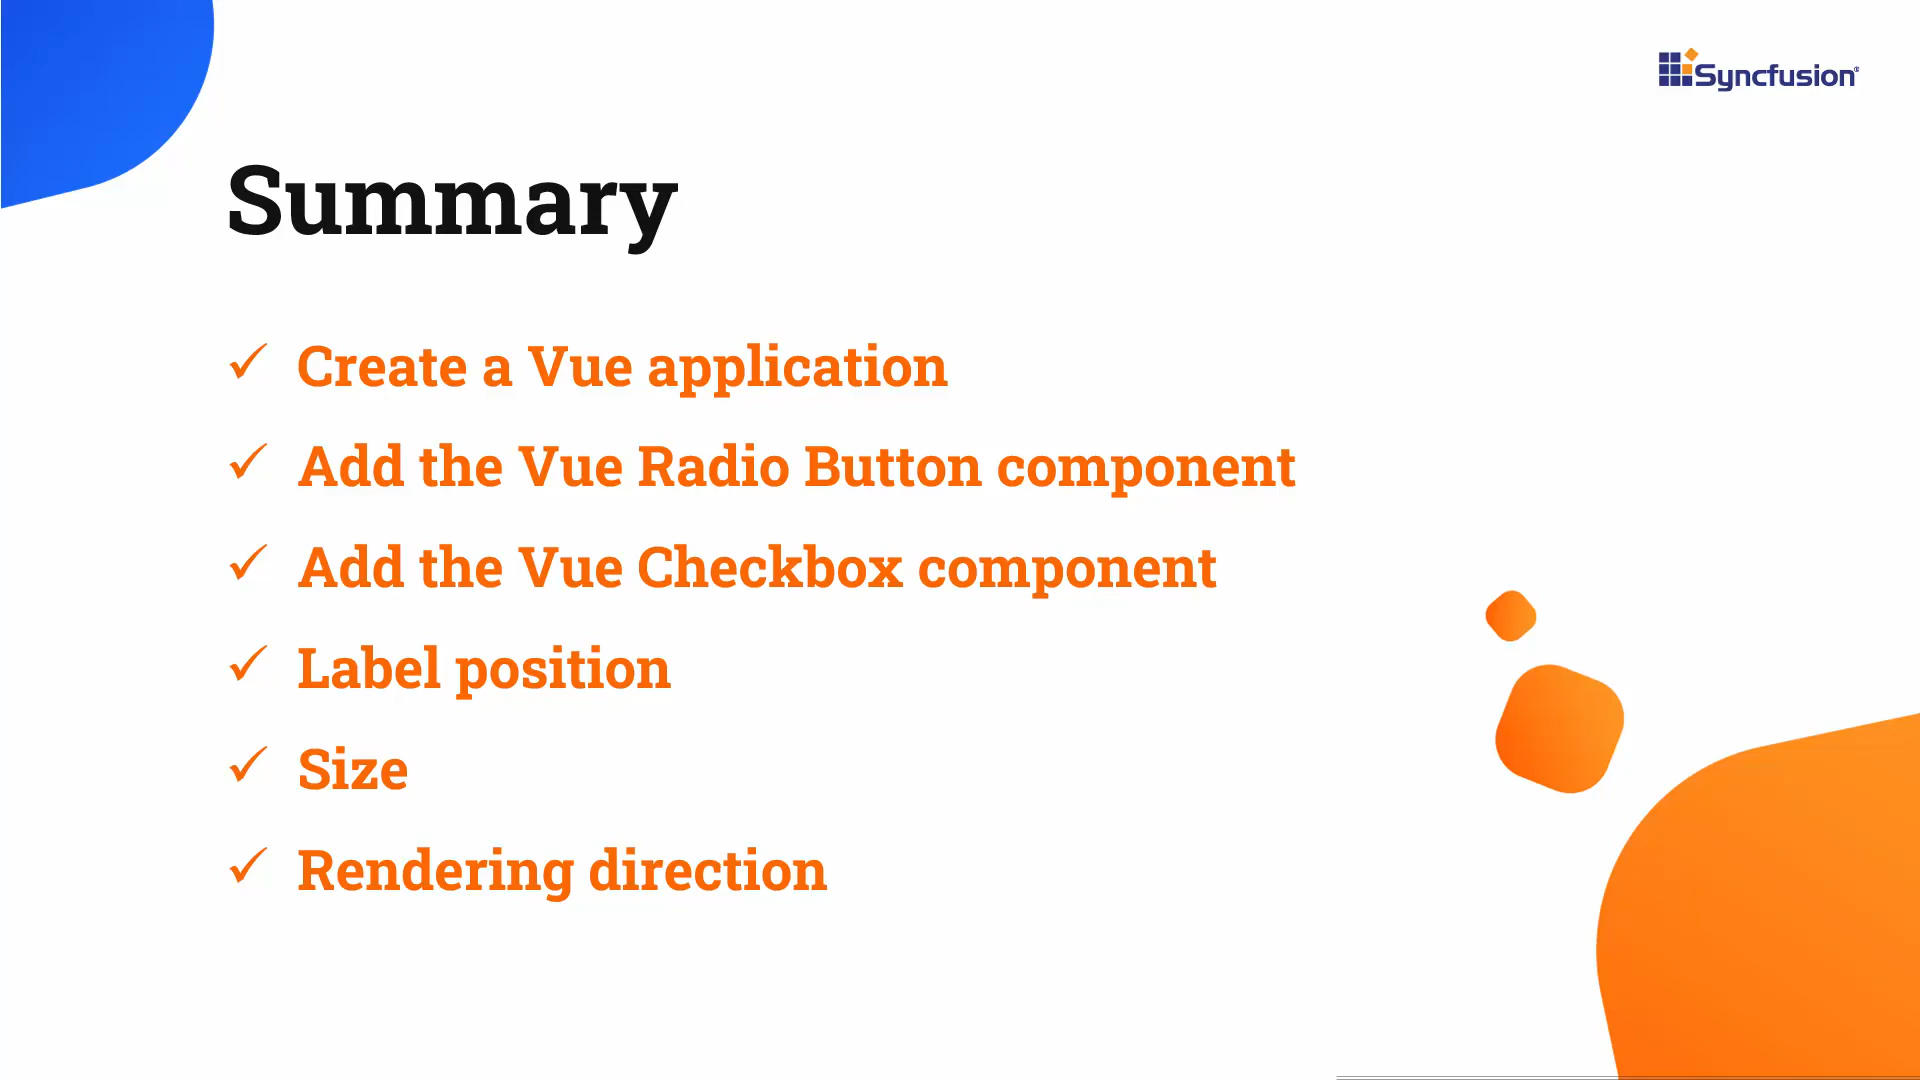 Syncfusion®
Summary
✓ Create a Vue application
✓ Add the Vue Radio Button component
✓ Add the Vue Checkbox component
✓ Label position
✓ Size
✓ Rendering direction